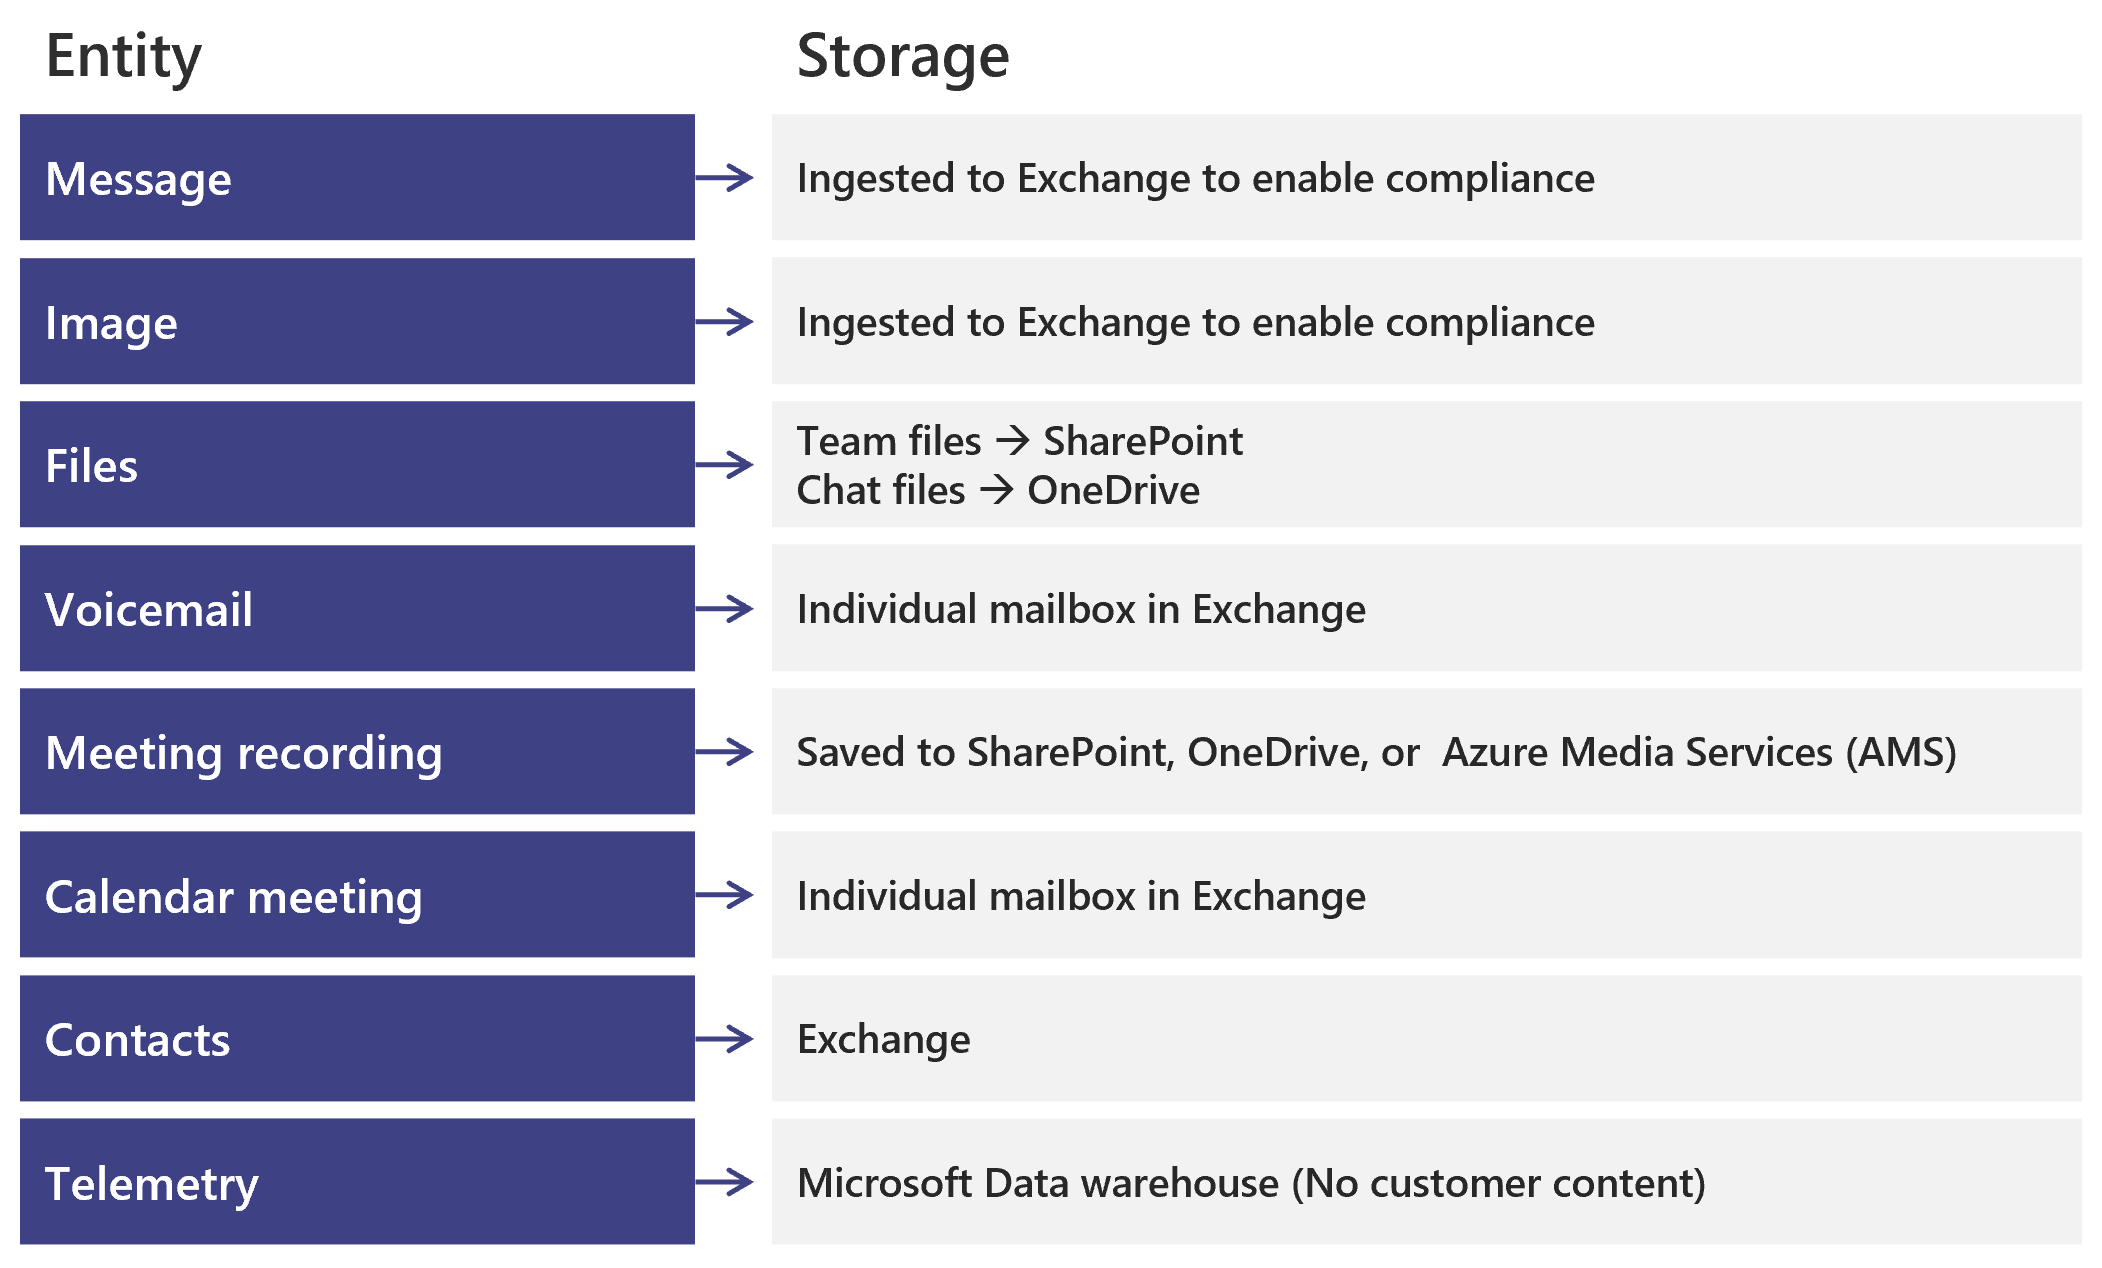 Entity
Storage
Message
Ingested to Exchange to enable compliance
Image
Ingested to Exchange to enable compliance
Files
Team files → SharePoint
Chat files → OneDrive
Voicemail
Individual mailbox in Exchange
Meeting recording
Saved to SharePoint, OneDrive, or  Azure Media Services (AMS)
Calendar meeting
Individual mailbox in Exchange
Contacts
Exchange
Telemetry
Microsoft Data warehouse (No customer content)